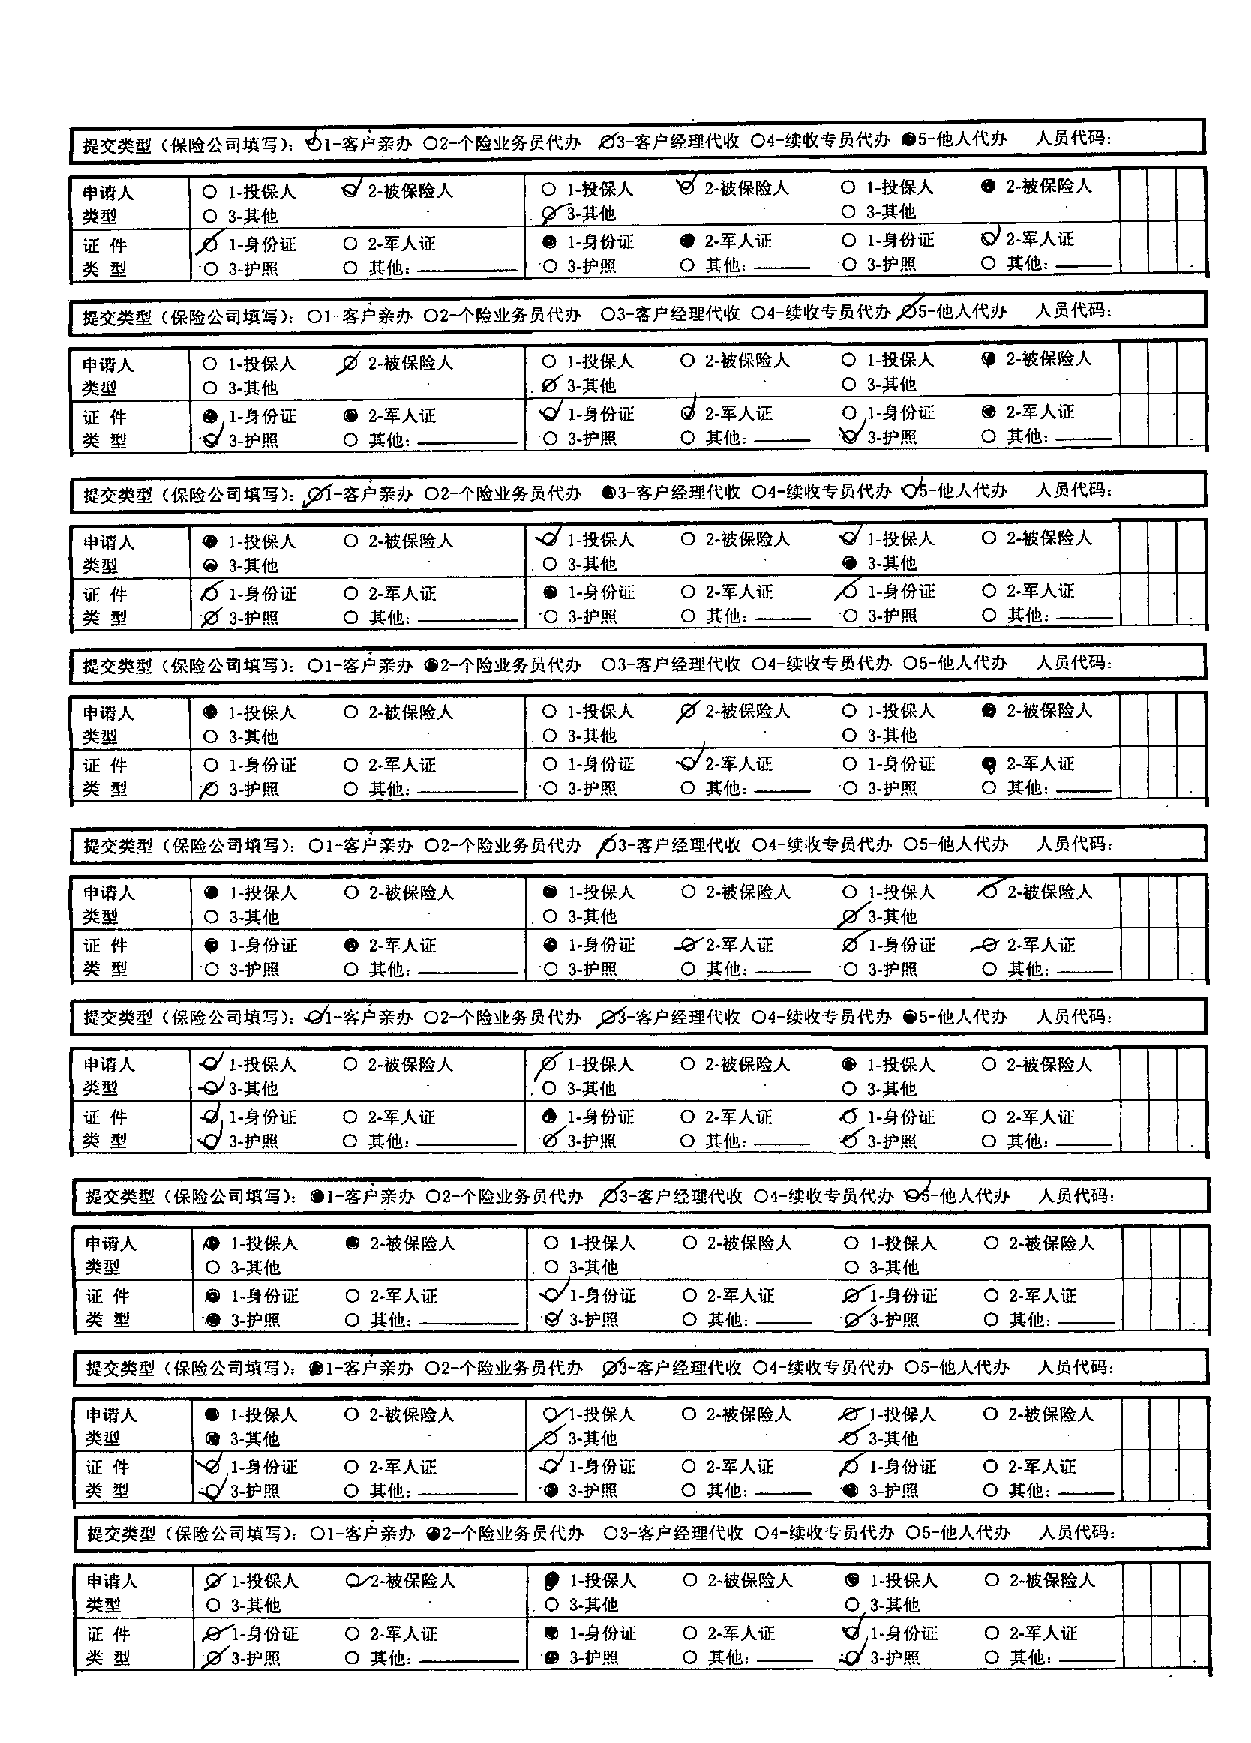 提交类型（保险公司填写）： 1-客户亲办 ○2-个险业务员代办 3-客户经理代收 ○4-续收专员代办 ●5-他人代办 人员代码：
申请人 ○ 1-投保人 2-被保险人 ○ 1-投保人 2-被保险人 ○ 1-投保人 ● 2-被保险人
类型 ○ 3-其他 3-其他 ○ 3-其他
证 件 1-身份证 ○ 2-军人证 ● 1-身份证 ● 2-军人证 ○ 1-身份证 2-军人证
类 型 ○ 3-护照 ○ 其他： ○ 3-护照 ○ 其他： ○ 3-护照 ○ 其他：
提交类型（保险公司填写）：○1-客户亲办 ○2-个险业务员代办 ○3-客户经理代收 ○4-续收专员代办 5-他人代办 人员代码：
申请人 ○ 1-投保人 2-被保险人 ○ 1-投保人 ○ 2-被保险人 ○ 1-投保人 ● 2-被保险人
类型 ○ 3-其他 3-其他 ○ 3-其他
证 件 ● 1-身份证 ● 2-军人证 1-身份证 2-军人证 ○ 1-身份证 ● 2-军人证
类 型 3-护照 ○ 其他： ○ 3-护照 ○ 其他： 3-护照 ○ 其他：
提交类型（保险公司填写）： 1-客户亲办 ○2-个险业务员代办 ●3-客户经理代收 ○4-续收专员代办 5-他人代办 人员代码：
申请人 ● 1-投保人 ○ 2-被保险人 1-投保人 ○ 2-被保险人 1-投保人 ○ 2-被保险人
类型 ● 3-其他 ○ 3-其他 ● 3-其他
证 件 1-身份证 ○ 2-军人证 ● 1-身份证 ○ 2-军人证 1-身份证 ○ 2-军人证
类 型 3-护照 ○ 其他： ○ 3-护照 ○ 其他： ○ 3-护照 ○ 其他：
提交类型（保险公司填写）：○1-客户亲办 ●2-个险业务员代办 ○3-客户经理代收 ○4-续收专员代办 ○5-他人代办 人员代码：
申请人 ● 1-投保人 ○ 2-被保险人 ○ 1-投保人 2-被保险人 ○ 1-投保人 ● 2-被保险人
类型 ○ 3-其他 ○ 3-其他 ○ 3-其他
证 件 ○ 1-身份证 ○ 2-军人证 ○ 1-身份证 2-军人证 ○ 1-身份证 ● 2-军人证
类 型 3-护照 ○ 其他： ○ 3-护照 ○ 其他： ○ 3-护照 ○ 其他：
提交类型（保险公司填写）：○1-客户亲办 ○2-个险业务员代办 3-客户经理代收 ○4-续收专员代办 ○5-他人代办 人员代码：
申请人 ● 1-投保人 ○ 2-被保险人 ● 1-投保人 ○ 2-被保险人 ○ 1-投保人 2-被保险人
类型 ○ 3-其他 ○ 3-其他 3-其他
证 件 ● 1-身份证 ● 2-军人证 ● 1-身份证 2-军人证 1-身份证 2-军人证
类 型 ○ 3-护照 ○ 其他： ○ 3-护照 ○ 其他： ○ 3-护照 ○ 其他：
提交类型（保险公司填写）： 1-客户亲办 ○2-个险业务员代办 3-客户经理代收 ○4-续收专员代办 ●5-他人代办 人员代码：
申请人 1-投保人 ○ 2-被保险人 1-投保人 ○ 2-被保险人 ● 1-投保人 ○ 2-被保险人
类型 3-其他 ○ 3-其他 ○ 3-其他
证 件 1-身份证 ○ 2-军人证 ● 1-身份证 ○ 2-军人证 1-身份证 ○ 2-军人证
类 型 3-护照 ○ 其他： 3-护照 ○ 其他： 3-护照 ○ 其他：
提交类型（保险公司填写）：●1-客户亲办 ○2-个险业务员代办 3-客户经理代收 ○4-续收专员代办 5-他人代办 人员代码：
申请人 ● 1-投保人 ● 2-被保险人 ○ 1-投保人 ○ 2-被保险人 ○ 1-投保人 ○ 2-被保险人
类型 ○ 3-其他 ○ 3-其他 ○ 3-其他
证 件 ● 1-身份证 ○ 2-军人证 1-身份证 ○ 2-军人证 1-身份证 ○ 2-军人证
类 型 ● 3-护照 ○ 其他： 3-护照 ○ 其他： 3-护照 ○ 其他：
提交类型（保险公司填写）：●1-客户亲办 ○2-个险业务员代办 3-客户经理代收 ○4-续收专员代办 ○5-他人代办 人员代码：
申请人 ● 1-投保人 ○ 2-被保险人 1-投保人 ○ 2-被保险人 1-投保人 ○ 2-被保险人
类型 ● 3-其他 3-其他 3-其他
证 件 1-身份证 ○ 2-军人证 1-身份证 ○ 2-军人证 1-身份证 ○ 2-军人证
类 型 3-护照 ○ 其他： ● 3-护照 ○ 其他： ● 3-护照 ○ 其他：
提交类型（保险公司填写）：○1-客户亲办 ●2-个险业务员代办 ○3-客户经理代收 ○4-续收专员代办 ○5-他人代办 人员代码：
申请人 1-投保人 2-被保险人 ● 1-投保人 ○ 2-被保险人 ● 1-投保人 ○ 2-被保险人
类型 ○ 3-其他 ○ 3-其他 ○ 3-其他
证 件 1-身份证 ○ 2-军人证 ● 1-身份证 ○ 2-军人证 1-身份证 ○ 2-军人证
类 型 3-护照 ○ 其他： ● 3-护照 ○ 其他： 3-护照 ○ 其他：